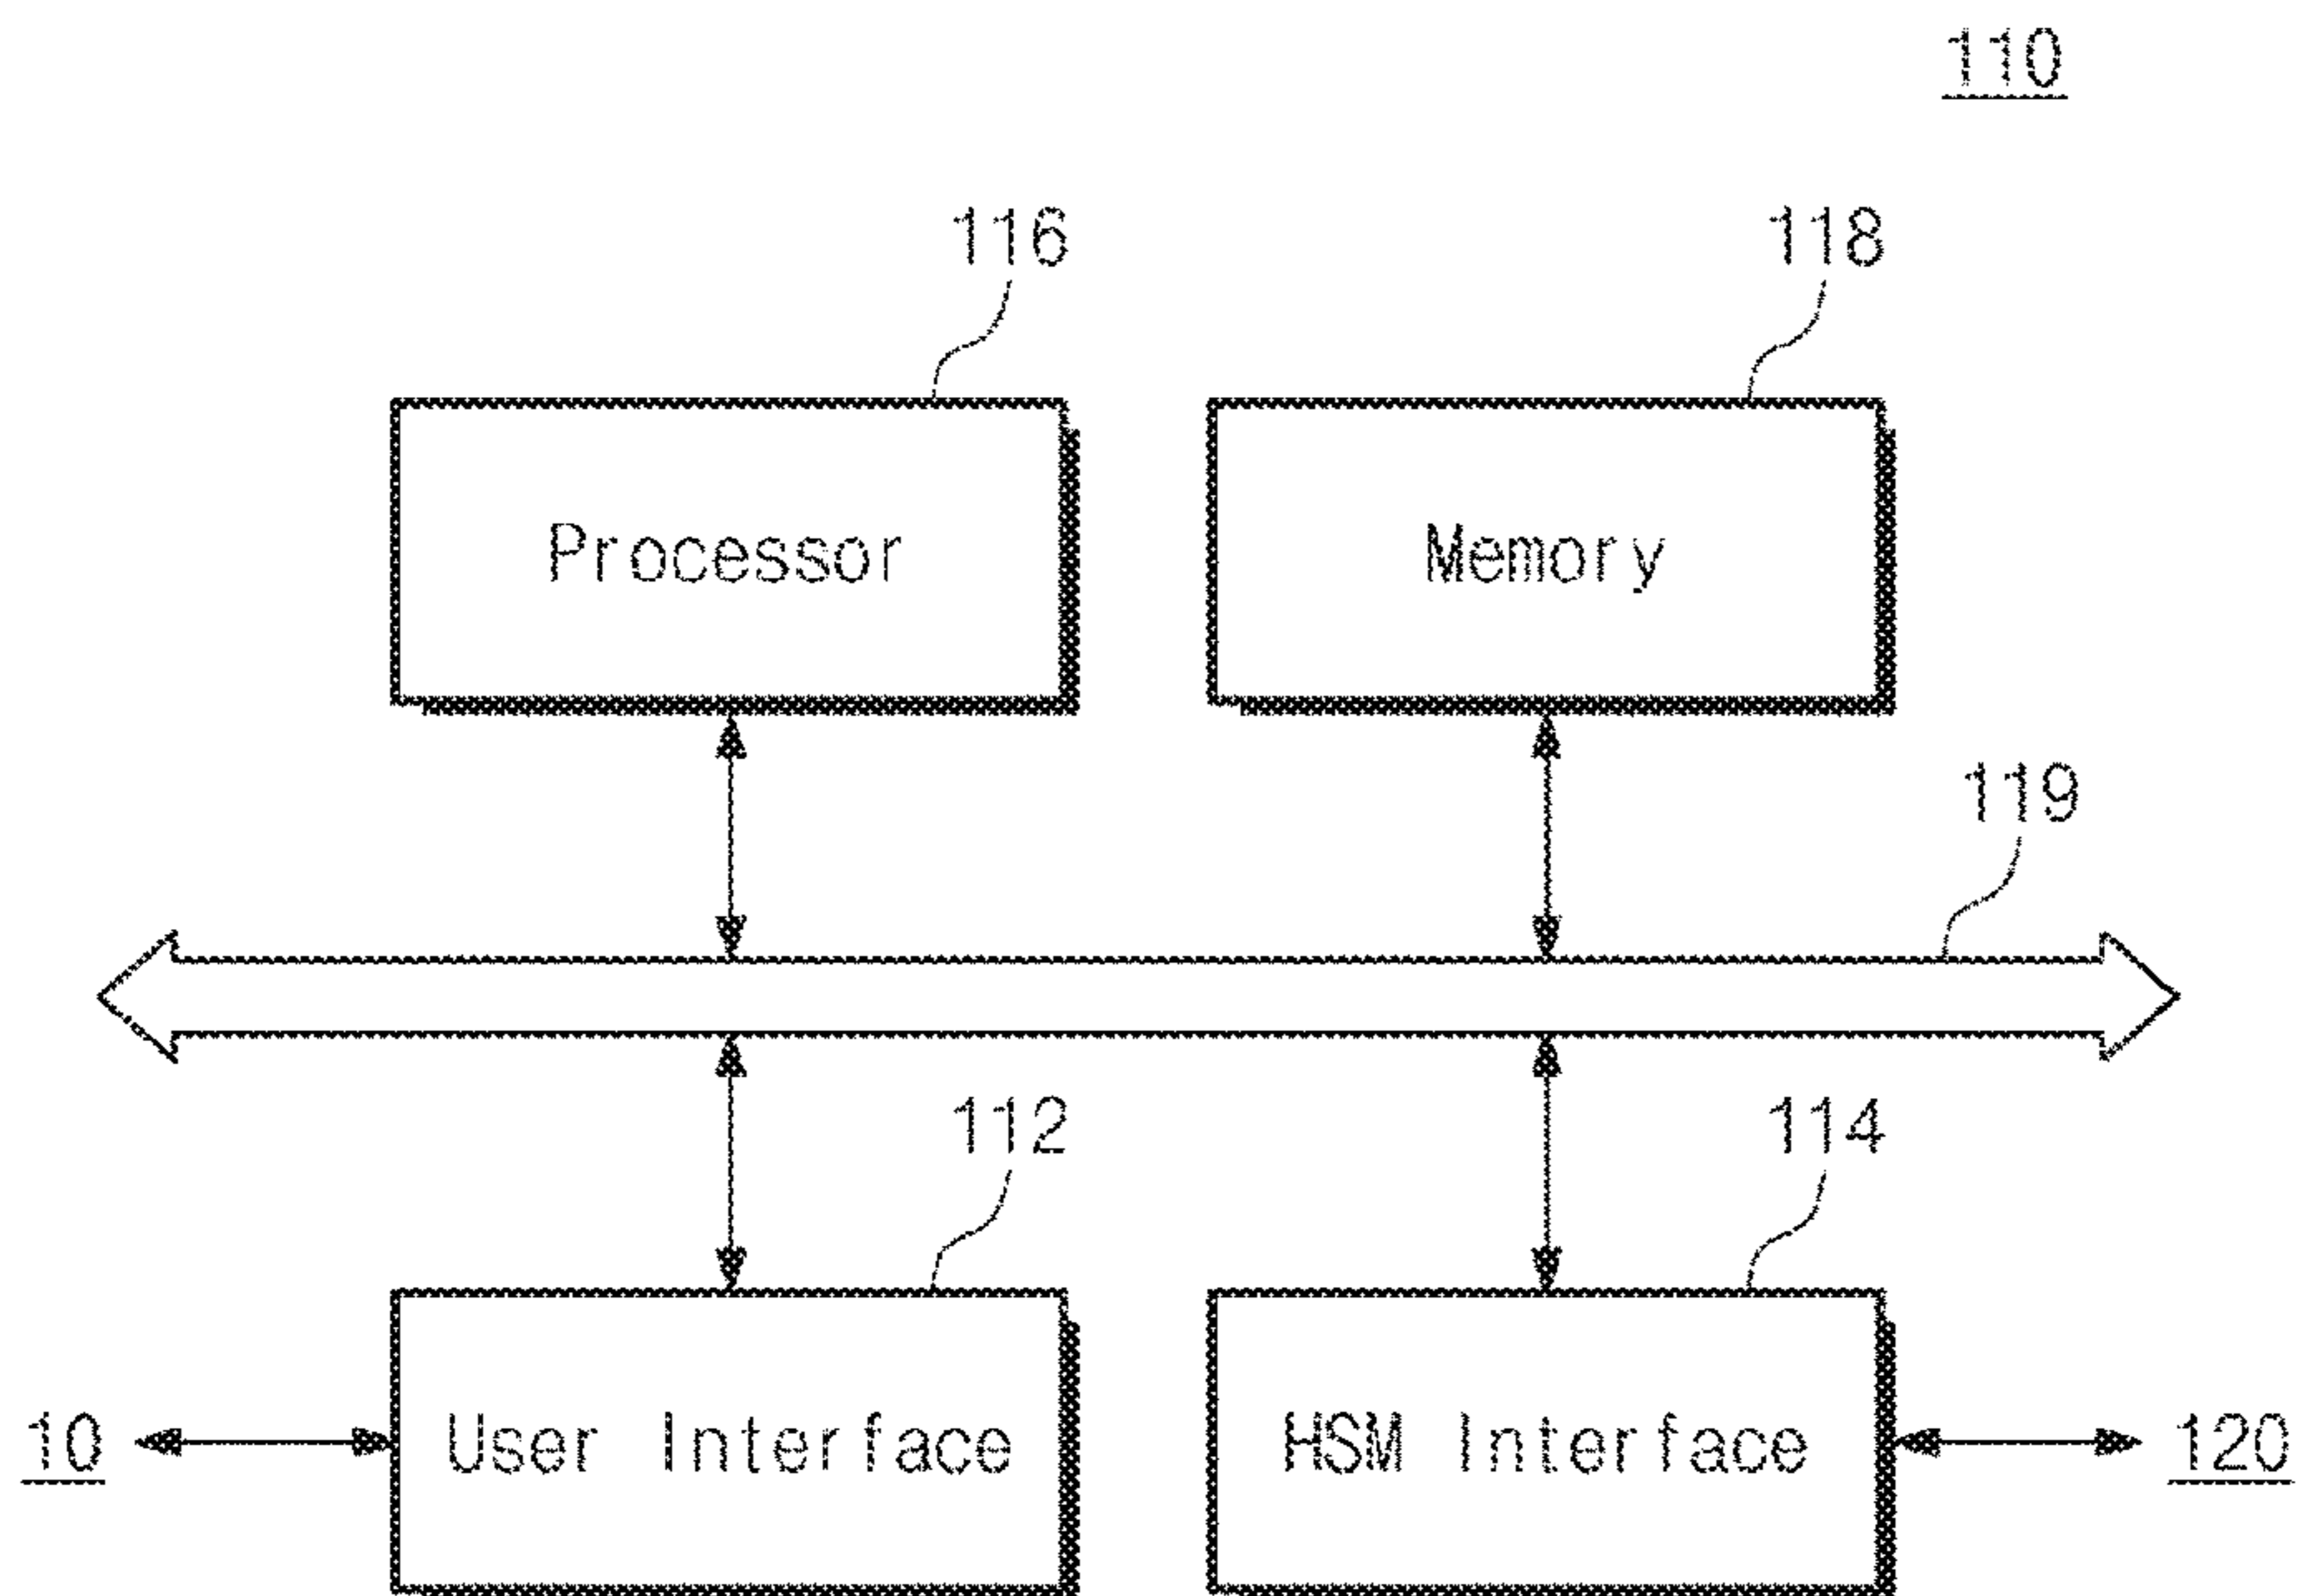 110
116
118
Processor
Memory
119
112
114
10
User Interface
HSM Interface
120